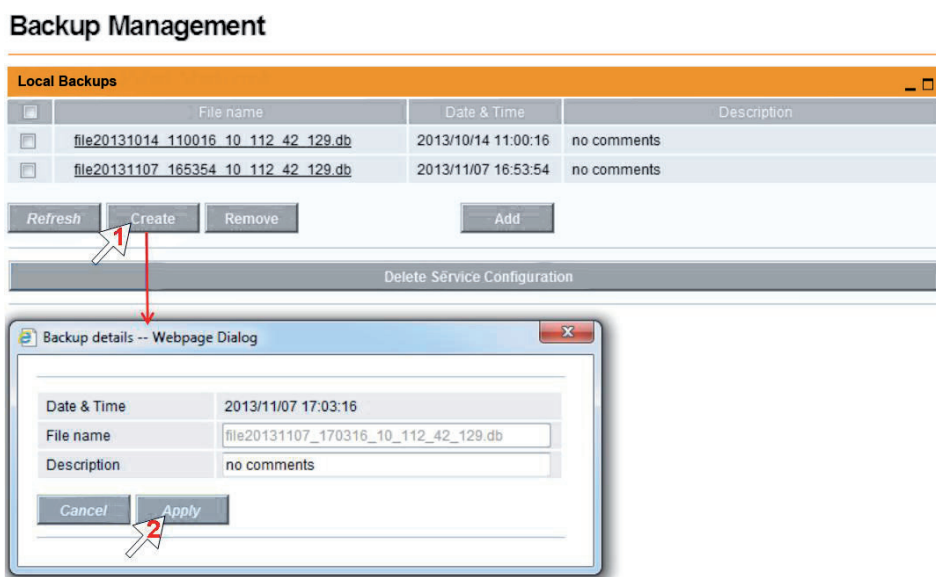 Backup Management
Local Backups
File name Date & Time Description
file20131014_110016_10_112_42_129.db 2013/10/14 11:00:16 no comments
file20131107_165354_10_112_42_129.db 2013/11/07 16:53:54 no comments
Refresh Create Remove Add
1
Delete Service Configuration
Backup details -- Webpage Dialog
Date & Time 2013/11/07 17:03:16
File name file20131107_170316_10_112_42_129.db
Description no comments
Cancel Apply
2